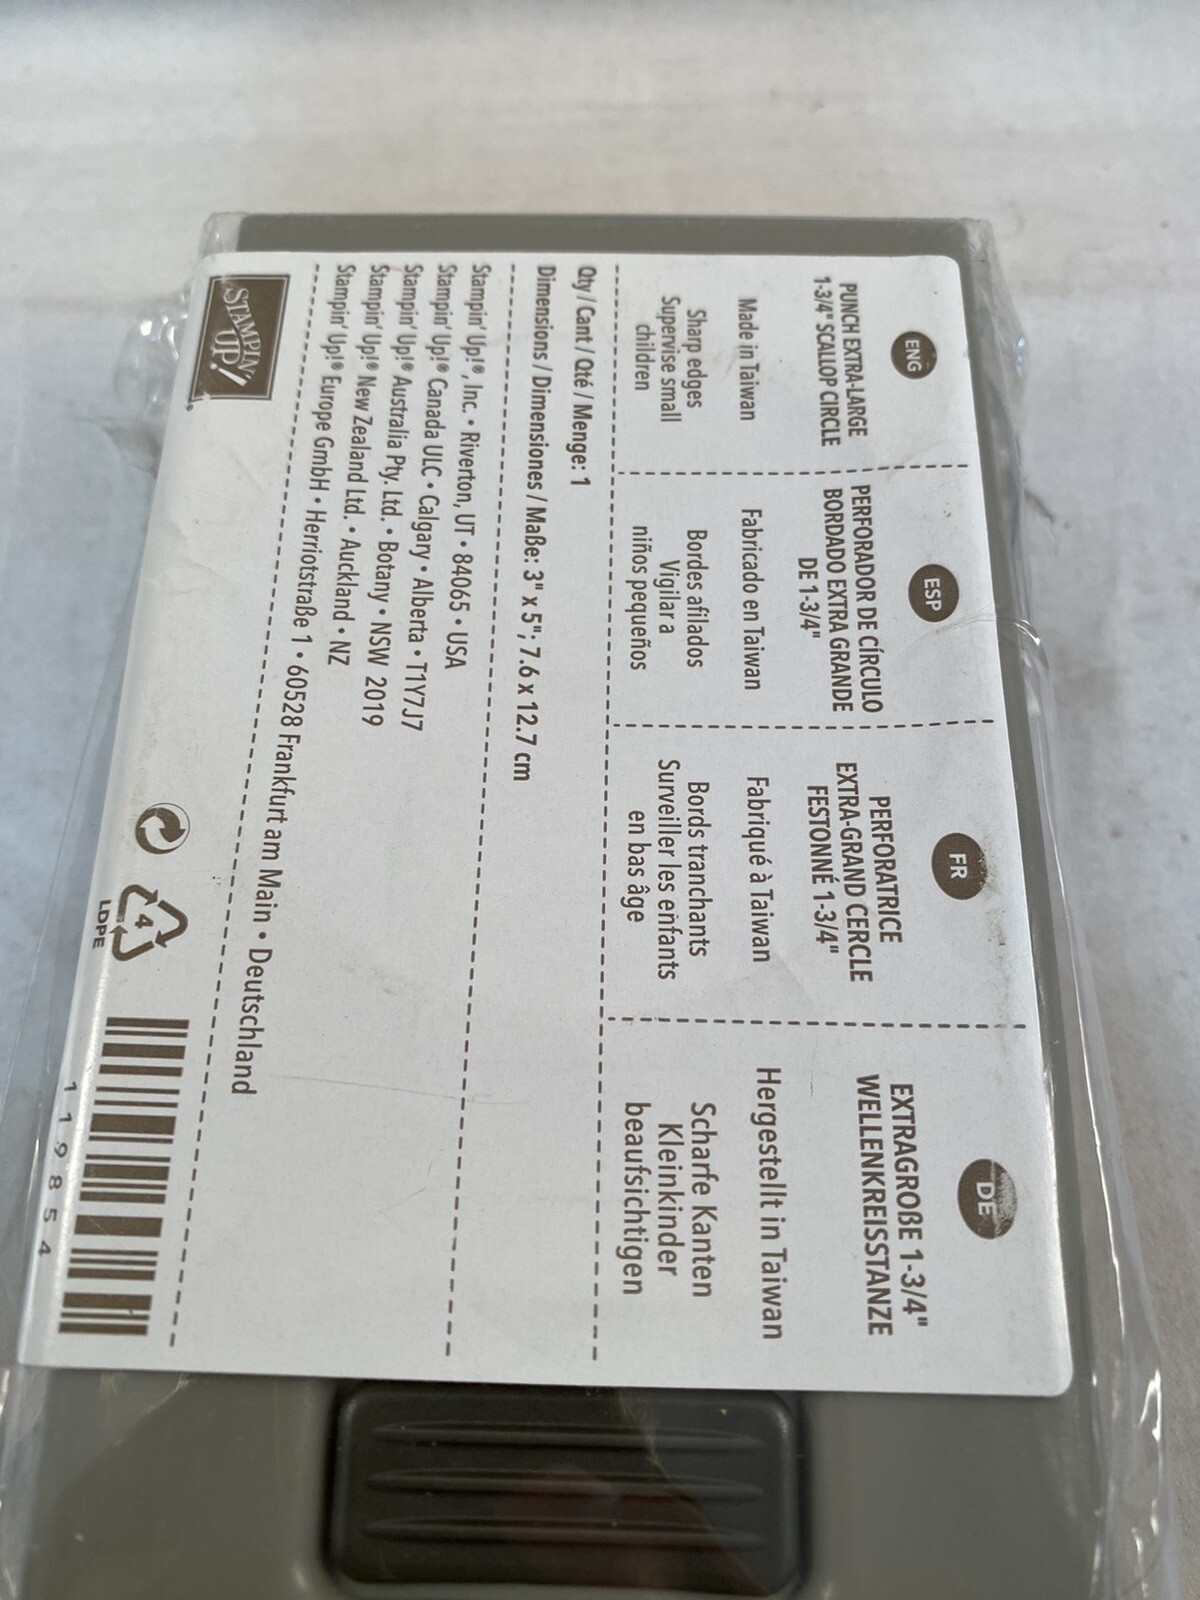 ENG
PUNCH EXTRA-LARGE
1-3/4" SCALLOP CIRCLE
Made in Taiwan
Sharp edges
Supervise small
children
ESP
PERFORADOR DE CÍRCULO
BORDADO EXTRA GRANDE
DE 1-3/4"
Fabricado en Taiwan
Bordes afilados
Vigilar a
niños pequeños
FR
PERFORATRICE
EXTRA-GRAND CERCLE
FESTONNÉ 1-3/4"
Fabriqué à Taiwan
Bords tranchants
Surveiller les enfants
en bas âge
DE
EXTRAGROßE 1-3/4"
WELLENKREISSTANZE
Hergestellt in Taiwan
Scharfe Kanten
Kleinkinder
beaufsichtigen
Qty / Cant / Qté / Menge: 1
Dimensions / Dimensiones / Maße: 3" x 5"; 7.6 x 12.7 cm
Stampin' Up!®, Inc. • Riverton, UT • 84065 • USA
Stampin' Up!® Canada ULC • Calgary • Alberta • T1Y7J7
Stampin' Up!® Australia Pty. Ltd. • Botany • NSW 2019
Stampin' Up!® New Zealand Ltd. • Auckland • NZ
Stampin' Up!® Europe GmbH • Herriotstraße 1 • 60528 Frankfurt am Main • Deutschland
STAMPIN'
UP!
4
LDPE
119854